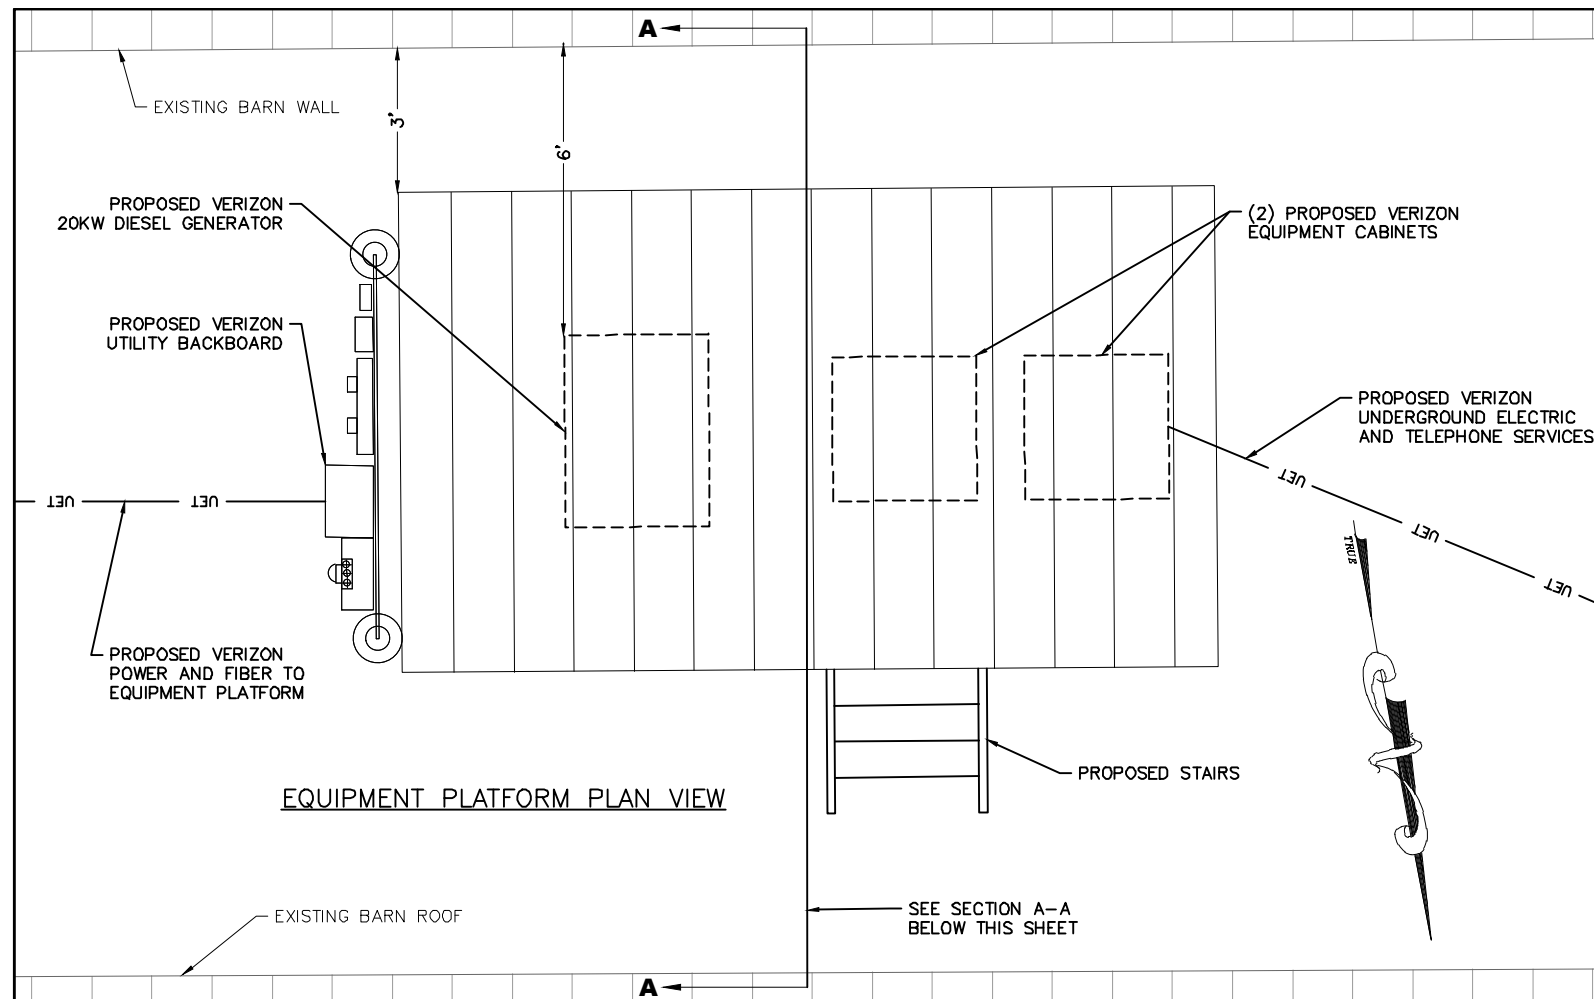 A
EXISTING BARN WALL
3'
6'
PROPOSED VERIZON
20KW DIESEL GENERATOR
(2) PROPOSED VERIZON
EQUIPMENT CABINETS
PROPOSED VERIZON
UTILITY BACKBOARD
PROPOSED VERIZON
UNDERGROUND ELECTRIC
AND TELEPHONE SERVICES
UET
UET
UET
UET
UET
TRUE
PROPOSED VERIZON
POWER AND FIBER TO
EQUIPMENT PLATFORM
PROPOSED STAIRS
EQUIPMENT PLATFORM PLAN VIEW
EXISTING BARN ROOF
SEE SECTION A-A
BELOW THIS SHEET
A